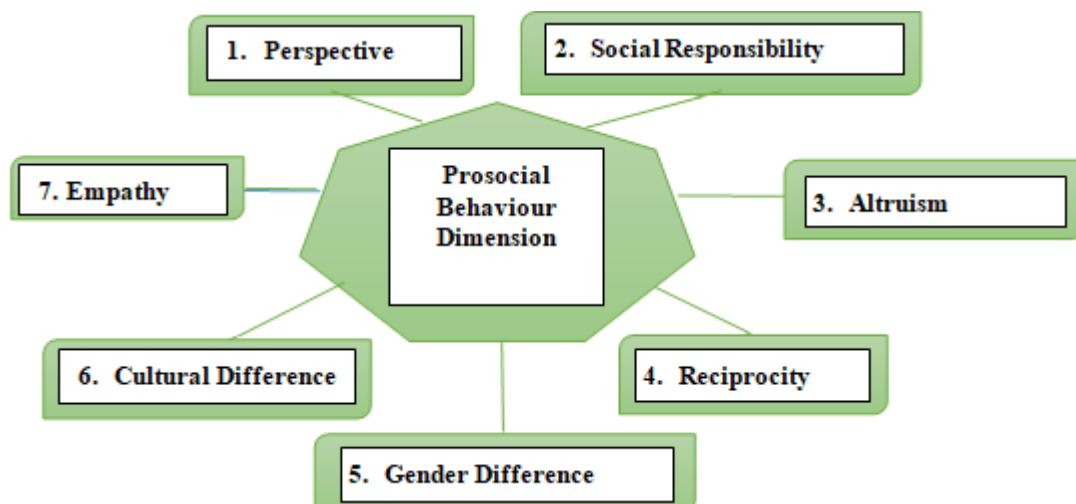 1. Perspective
2. Social Responsibility
7. Empathy
Prosocial
Behaviour
Dimension
3. Altruism
6. Cultural Difference
4. Reciprocity
5. Gender Difference